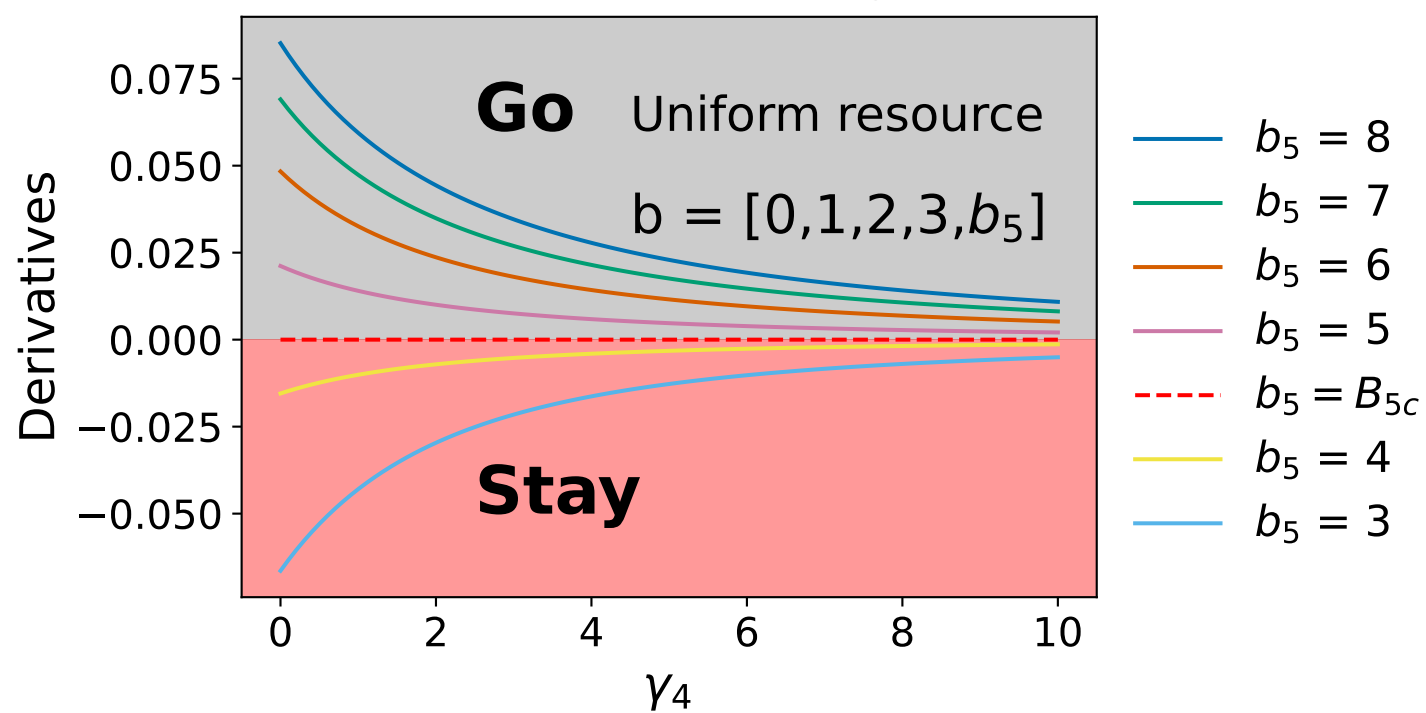 0.075
0.050
0.025
0.000
−0.025
−0.050
Derivatives
Go
Uniform resource
b = [0,1,2,3,b₅]
Stay
0 2 4 6 8 10
γ₄
b₅ = 8
b₅ = 7
b₅ = 6
b₅ = 5
b₅ = B₅c
b₅ = 4
b₅ = 3